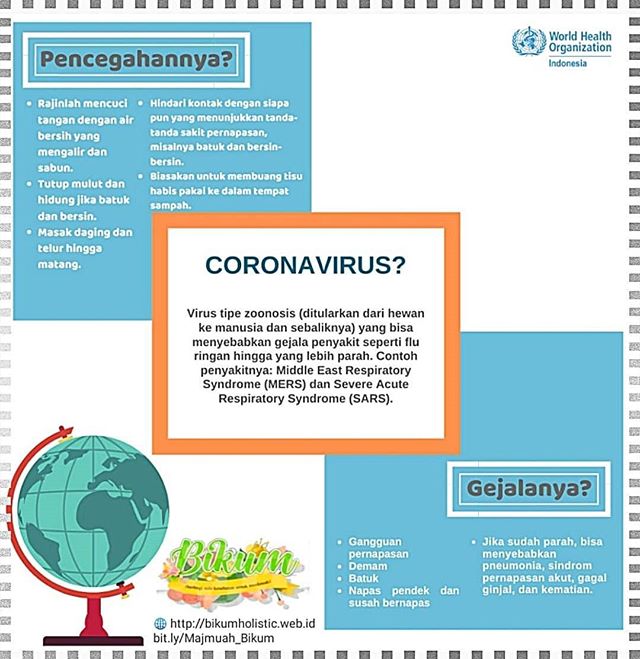 World Health
Organization
Indonesia
Pencegahannya?
• Rajinlah mencuci
tangan dengan air
bersih yang
mengalir dan
sabun.
• Tutup mulut dan
hidung jika batuk
dan bersin.
• Masak daging dan
telur hingga
matang.
• Hindari kontak dengan siapa
pun yang menunjukkan tanda-
tanda sakit pernapasan,
misalnya batuk dan bersin-
bersin.
• Biasakan untuk membuang tisu
habis pakai ke dalam tempat
sampah.
CORONAVIRUS?
Virus tipe zoonosis (ditularkan dari hewan
ke manusia dan sebaliknya) yang bisa
menyebabkan gejala penyakit seperti flu
ringan hingga yang lebih parah. Contoh
penyakitnya: Middle East Respiratory
Syndrome (MERS) dan Severe Acute
Respiratory Syndrome (SARS).
Gejalanya?
• Gangguan
pernapasan
• Demam
• Batuk
• Napas pendek dan
susah bernapas
• Jika sudah parah, bisa
menyebabkan
pneumonia, sindrom
pernapasan akut, gagal
ginjal, dan kematian.
Bikum
http://bikumholistic.web.id
bit.ly/Majmuah_Bikum